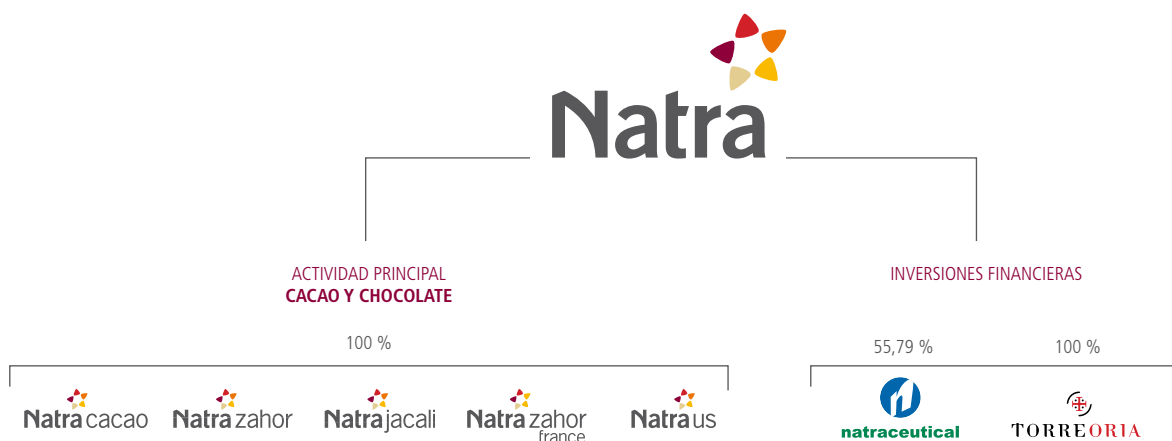 Natra
ACTIVIDAD PRINCIPAL
CACAO Y CHOCOLATE
100 %
Natra cacao
Natra zahor
Natra jacali
Natra zahor
france
Natra us
INVERSIONES FINANCIERAS
55,79 %
100 %
natraceutical
TORREORIA